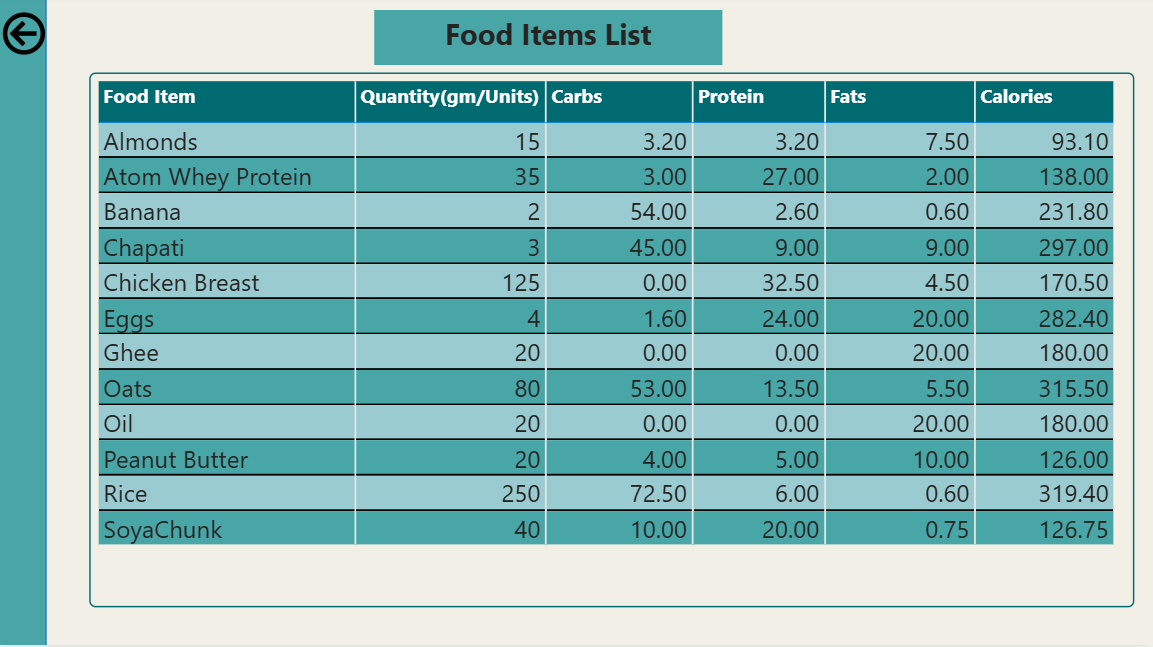 Food Items List
Food Item Quantity(gm/Units) Carbs Protein Fats Calories
Almonds 15 3.20 3.20 7.50 93.10
Atom Whey Protein 35 3.00 27.00 2.00 138.00
Banana 2 54.00 2.60 0.60 231.80
Chapati 3 45.00 9.00 9.00 297.00
Chicken Breast 125 0.00 32.50 4.50 170.50
Eggs 4 1.60 24.00 20.00 282.40
Ghee 20 0.00 0.00 20.00 180.00
Oats 80 53.00 13.50 5.50 315.50
Oil 20 0.00 0.00 20.00 180.00
Peanut Butter 20 4.00 5.00 10.00 126.00
Rice 250 72.50 6.00 0.60 319.40
SoyaChunk 40 10.00 20.00 0.75 126.75